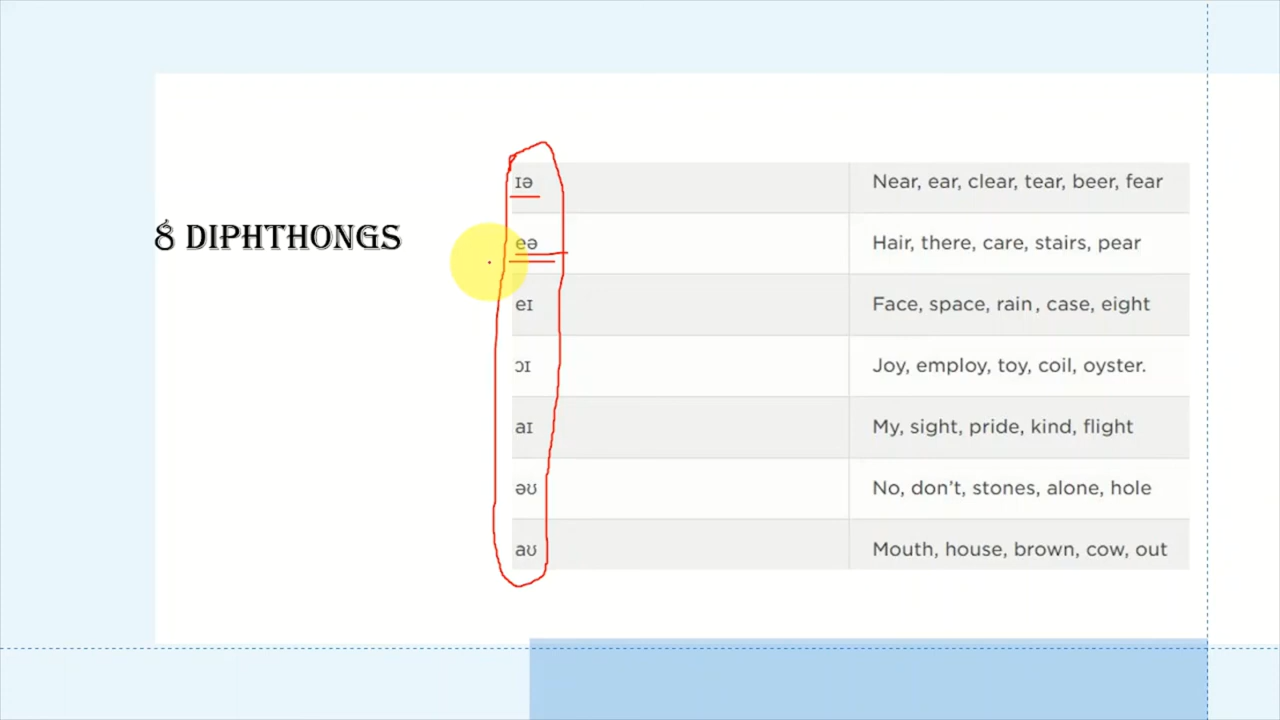 8 DIPHTHONGS
ɪə Near, ear, clear, tear, beer, fear
eə Hair, there, care, stairs, pear
eɪ Face, space, rain, case, eight
ɔɪ Joy, employ, toy, coil, oyster.
aɪ My, sight, pride, kind, flight
əʊ No, don't, stones, alone, hole
aʊ Mouth, house, brown, cow, out